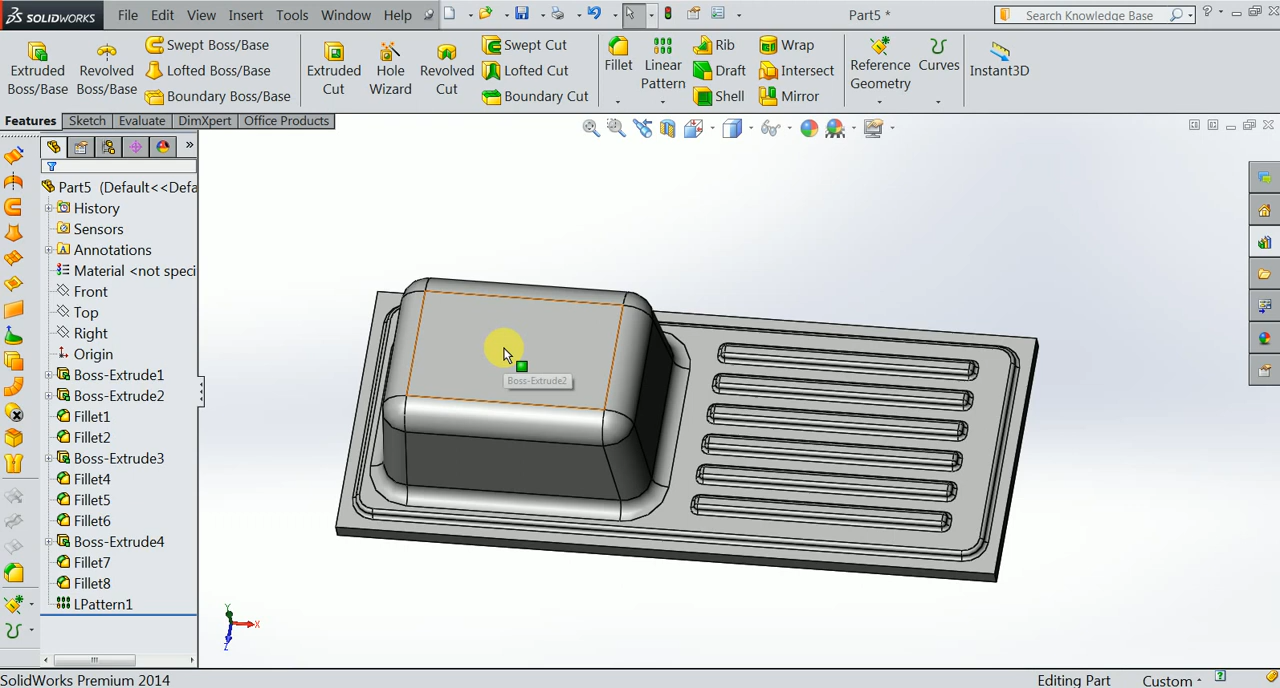 SOLIDWORKS File Edit View Insert Tools Window Help Part5 * Search Knowledge Base ?
Extruded Boss/Base
Revolved Boss/Base
Swept Boss/Base
Lofted Boss/Base
Boundary Boss/Base
Extruded Cut
Hole Wizard
Revolved Cut
Swept Cut
Lofted Cut
Boundary Cut
Fillet
Linear Pattern
Rib
Draft
Shell
Wrap
Intersect
Mirror
Reference Geometry
Curves
Instant3D
Features Sketch Evaluate DimXpert Office Products
»
Part5 (Default<<Defa
History
Sensors
Annotations
Material <not speci
Front
Top
Right
Origin
Boss-Extrude1
Boss-Extrude2
Fillet1
Fillet2
Boss-Extrude3
Fillet4
Fillet5
Fillet6
Boss-Extrude4
Fillet7
Fillet8
LPattern1
Boss-Extrude2
Y
X
Z
SolidWorks Premium 2014 Editing Part Custom ?